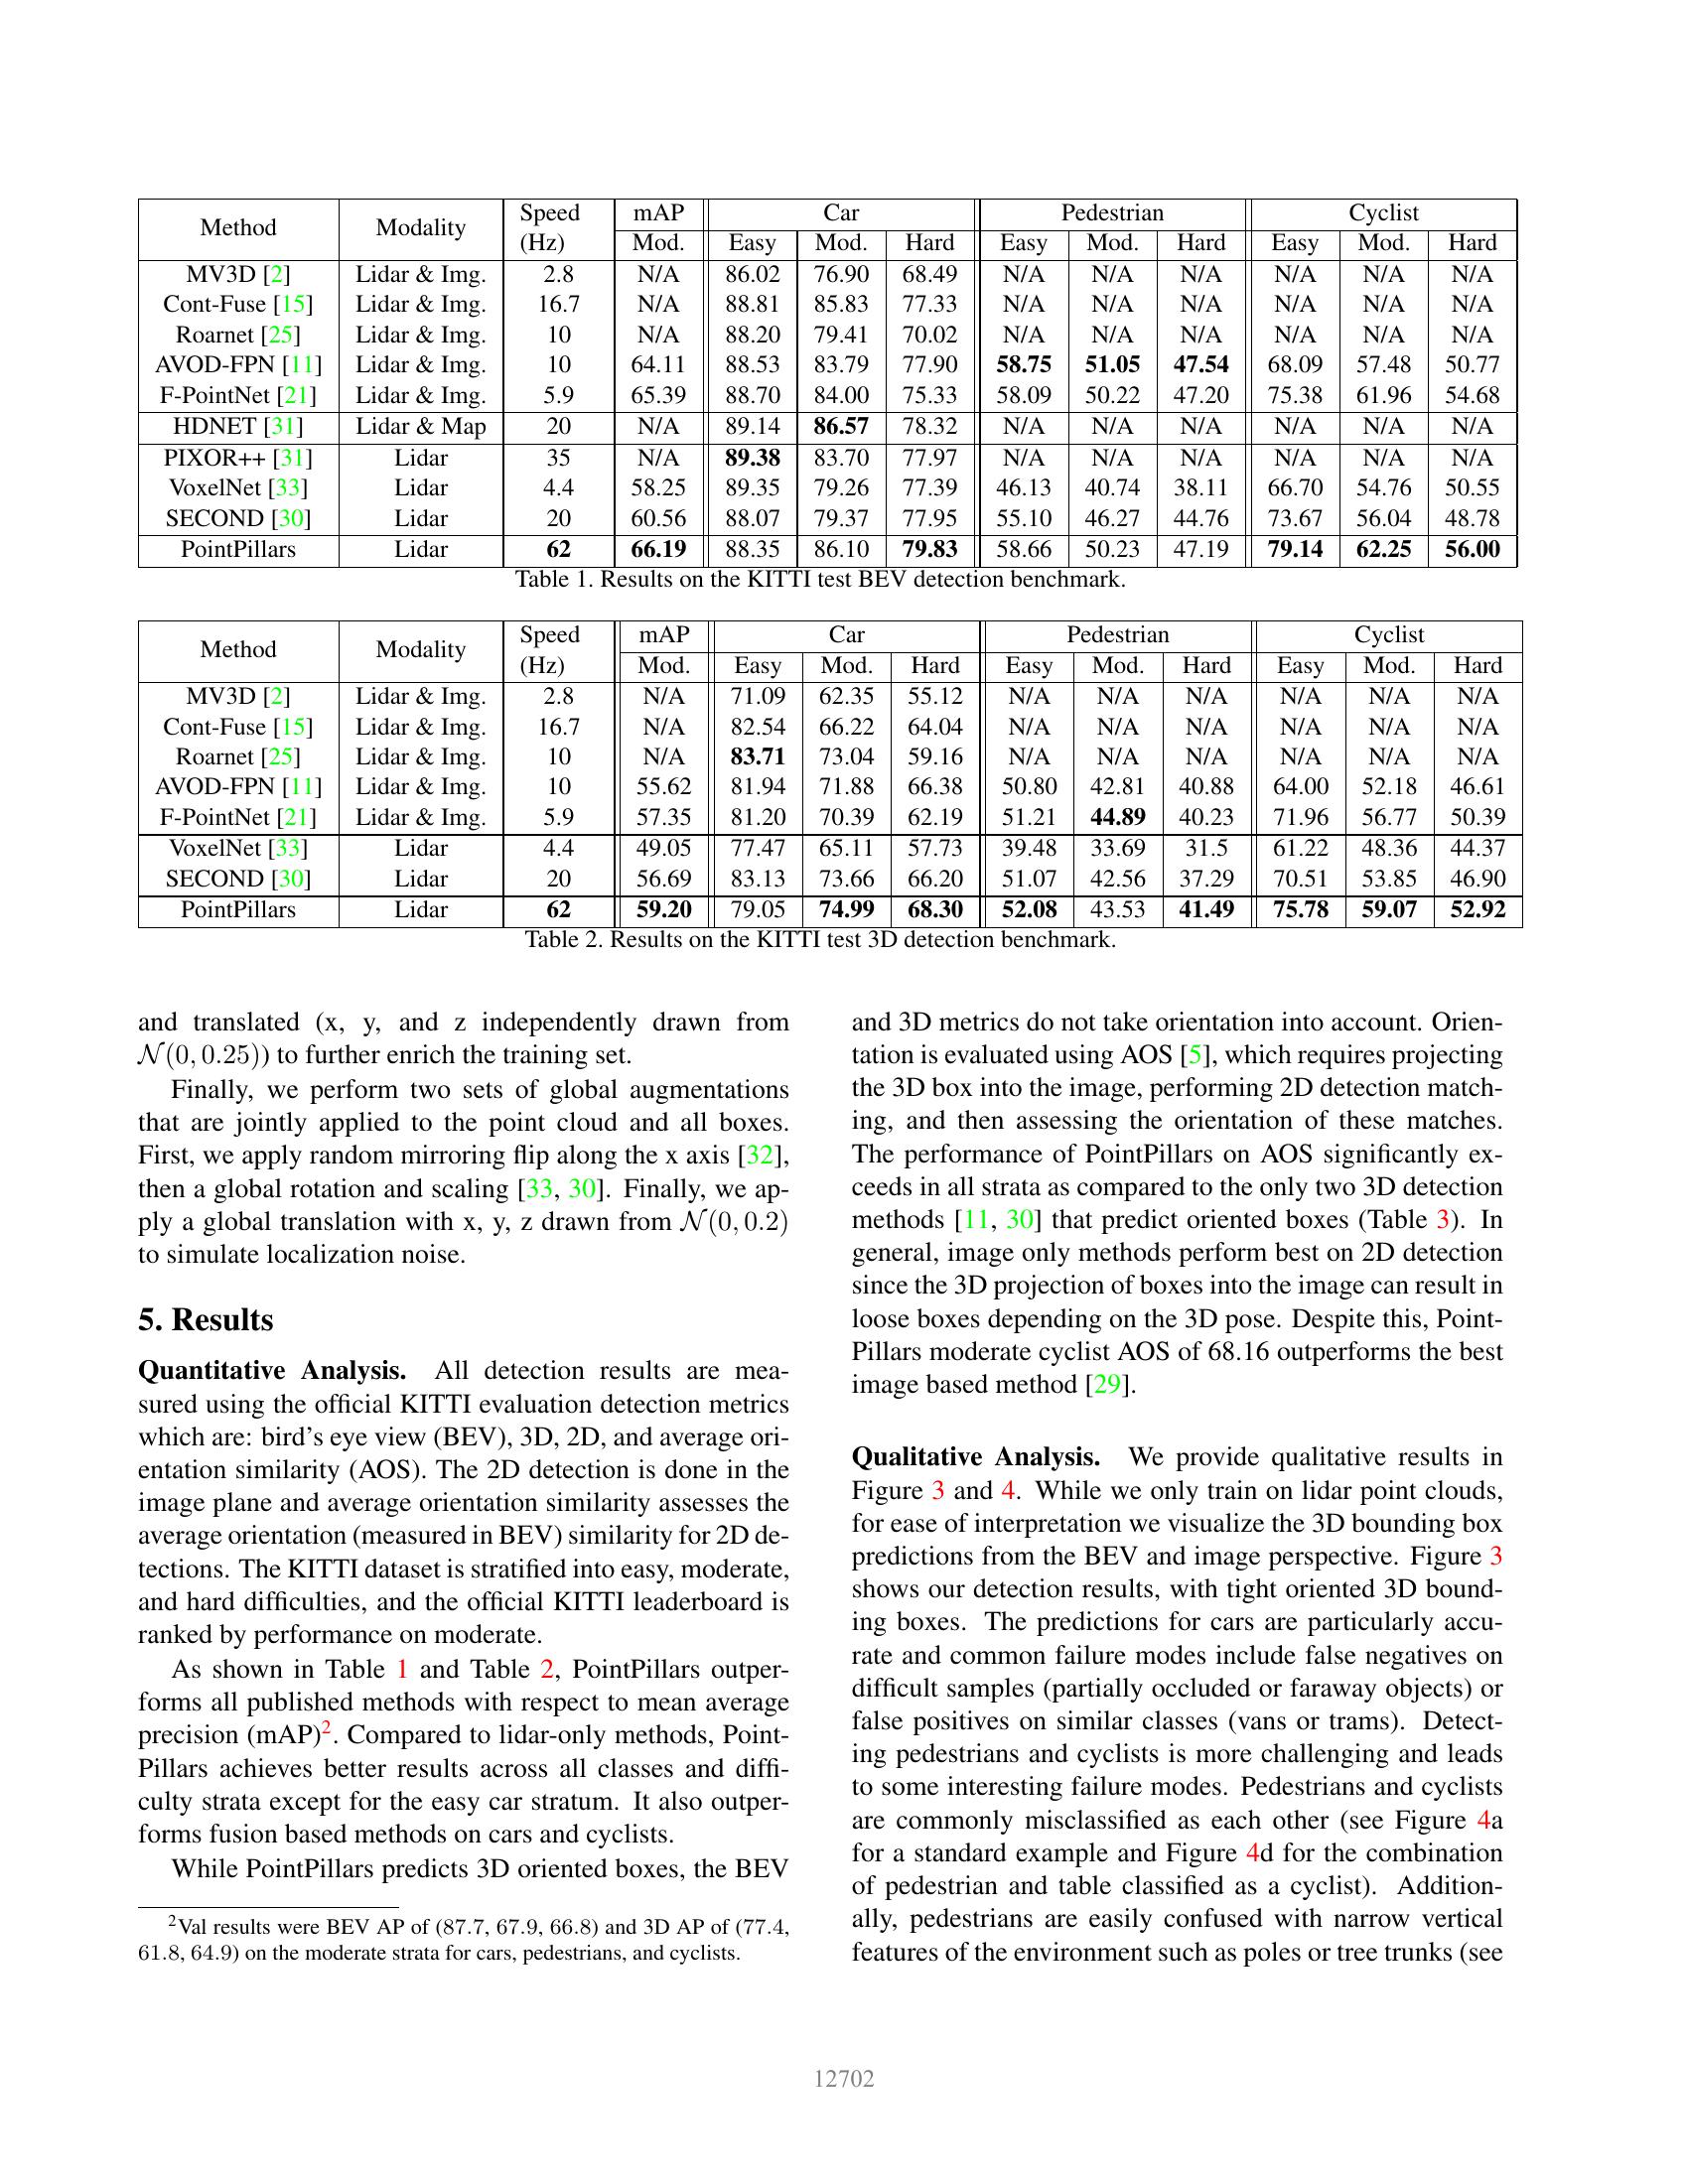 Method Modality Speed (Hz) mAP Car Pedestrian Cyclist
Mod. Easy Mod. Hard Easy Mod. Hard Easy Mod. Hard
MV3D [2] Lidar & Img. 2.8 N/A 86.02 76.90 68.49 N/A N/A N/A N/A N/A N/A
Cont-Fuse [15] Lidar & Img. 16.7 N/A 88.81 85.83 77.33 N/A N/A N/A N/A N/A N/A
Roarnet [25] Lidar & Img. 10 N/A 88.20 79.41 70.02 N/A N/A N/A N/A N/A N/A
AVOD-FPN [11] Lidar & Img. 10 64.11 88.53 83.79 77.90 58.75 51.05 47.54 68.09 57.48 50.77
F-PointNet [21] Lidar & Img. 5.9 65.39 88.70 84.00 75.33 58.09 50.22 47.20 75.38 61.96 54.68
HDNET [31] Lidar & Map 20 N/A 89.14 86.57 78.32 N/A N/A N/A N/A N/A N/A
PIXOR++ [31] Lidar 35 N/A 89.38 83.70 77.97 N/A N/A N/A N/A N/A N/A
VoxelNet [33] Lidar 4.4 58.25 89.35 79.26 77.39 46.13 40.74 38.11 66.70 54.76 50.55
SECOND [30] Lidar 20 60.56 88.07 79.37 77.95 55.10 46.27 44.76 73.67 56.04 48.78
PointPillars Lidar 62 66.19 88.35 86.10 79.83 58.66 50.23 47.19 79.14 62.25 56.00
Table 1. Results on the KITTI test BEV detection benchmark.
Method Modality Speed (Hz) mAP Car Pedestrian Cyclist
Mod. Easy Mod. Hard Easy Mod. Hard Easy Mod. Hard
MV3D [2] Lidar & Img. 2.8 N/A 71.09 62.35 55.12 N/A N/A N/A N/A N/A N/A
Cont-Fuse [15] Lidar & Img. 16.7 N/A 82.54 66.22 64.04 N/A N/A N/A N/A N/A N/A
Roarnet [25] Lidar & Img. 10 N/A 83.71 73.04 59.16 N/A N/A N/A N/A N/A N/A
AVOD-FPN [11] Lidar & Img. 10 55.62 81.94 71.88 66.38 50.80 42.81 40.88 64.00 52.18 46.61
F-PointNet [21] Lidar & Img. 5.9 57.35 81.20 70.39 62.19 51.21 44.89 40.23 71.96 56.77 50.39
VoxelNet [33] Lidar 4.4 49.05 77.47 65.11 57.73 39.48 33.69 31.5 61.22 48.36 44.37
SECOND [30] Lidar 20 56.69 83.13 73.66 66.20 51.07 42.56 37.29 70.51 53.85 46.90
PointPillars Lidar 62 59.20 79.05 74.99 68.30 52.08 43.53 41.49 75.78 59.07 52.92
Table 2. Results on the KITTI test 3D detection benchmark.
and translated (x, y, and z independently drawn from
𝒩(0, 0.25)) to further enrich the training set.
Finally, we perform two sets of global augmentations
that are jointly applied to the point cloud and all boxes.
First, we apply random mirroring flip along the x axis [32],
then a global rotation and scaling [33, 30]. Finally, we ap-
ply a global translation with x, y, z drawn from 𝒩(0, 0.2)
to simulate localization noise.
5. Results
Quantitative Analysis. All detection results are mea-
sured using the official KITTI evaluation detection metrics
which are: bird's eye view (BEV), 3D, 2D, and average ori-
entation similarity (AOS). The 2D detection is done in the
image plane and average orientation similarity assesses the
average orientation (measured in BEV) similarity for 2D de-
tections. The KITTI dataset is stratified into easy, moderate,
and hard difficulties, and the official KITTI leaderboard is
ranked by performance on moderate.
As shown in Table 1 and Table 2, PointPillars outper-
forms all published methods with respect to mean average
precision (mAP)². Compared to lidar-only methods, Point-
Pillars achieves better results across all classes and diffi-
culty strata except for the easy car stratum. It also outper-
forms fusion based methods on cars and cyclists.
While PointPillars predicts 3D oriented boxes, the BEV
²Val results were BEV AP of (87.7, 67.9, 66.8) and 3D AP of (77.4,
61.8, 64.9) on the moderate strata for cars, pedestrians, and cyclists.
and 3D metrics do not take orientation into account. Orien-
tation is evaluated using AOS [5], which requires projecting
the 3D box into the image, performing 2D detection match-
ing, and then assessing the orientation of these matches.
The performance of PointPillars on AOS significantly ex-
ceeds in all strata as compared to the only two 3D detection
methods [11, 30] that predict oriented boxes (Table 3). In
general, image only methods perform best on 2D detection
since the 3D projection of boxes into the image can result in
loose boxes depending on the 3D pose. Despite this, Point-
Pillars moderate cyclist AOS of 68.16 outperforms the best
image based method [29].
Qualitative Analysis. We provide qualitative results in
Figure 3 and 4. While we only train on lidar point clouds,
for ease of interpretation we visualize the 3D bounding box
predictions from the BEV and image perspective. Figure 3
shows our detection results, with tight oriented 3D bound-
ing boxes. The predictions for cars are particularly accu-
rate and common failure modes include false negatives on
difficult samples (partially occluded or faraway objects) or
false positives on similar classes (vans or trams). Detect-
ing pedestrians and cyclists is more challenging and leads
to some interesting failure modes. Pedestrians and cyclists
are commonly misclassified as each other (see Figure 4a
for a standard example and Figure 4d for the combination
of pedestrian and table classified as a cyclist). Addition-
ally, pedestrians are easily confused with narrow vertical
features of the environment such as poles or tree trunks (see
12702